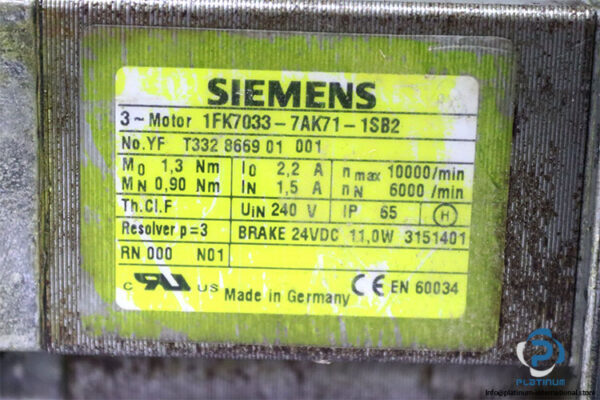 SIEMENS
3~Motor 1FK7033-7AK71-1SB2
No.YF T332 8669 01 001
M0 1,3 Nm I0 2,2 A nmax 10000/min
MN 0,90 Nm IN 1,5 A nN 6000/min
Th.Cl.F UIN 240 V IP 65 H
Resolver p=3 BRAKE 24VDC 11,0W 3151401
RN 000 N01
C RU US Made in Germany CE EN 60034
PLATINUM
info@platinum-international.store